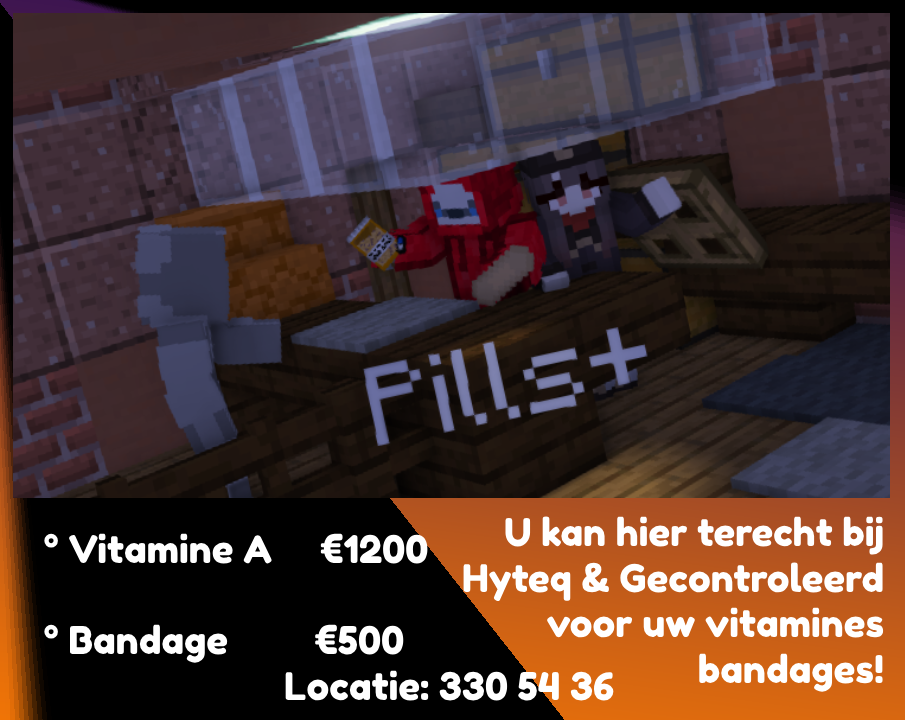 Pills+
° Vitamine A €1200
° Bandage €500
Locatie: 330 54 36
U kan hier terecht bij
Hyteq & Gecontroleerd
voor uw vitamines
bandages!